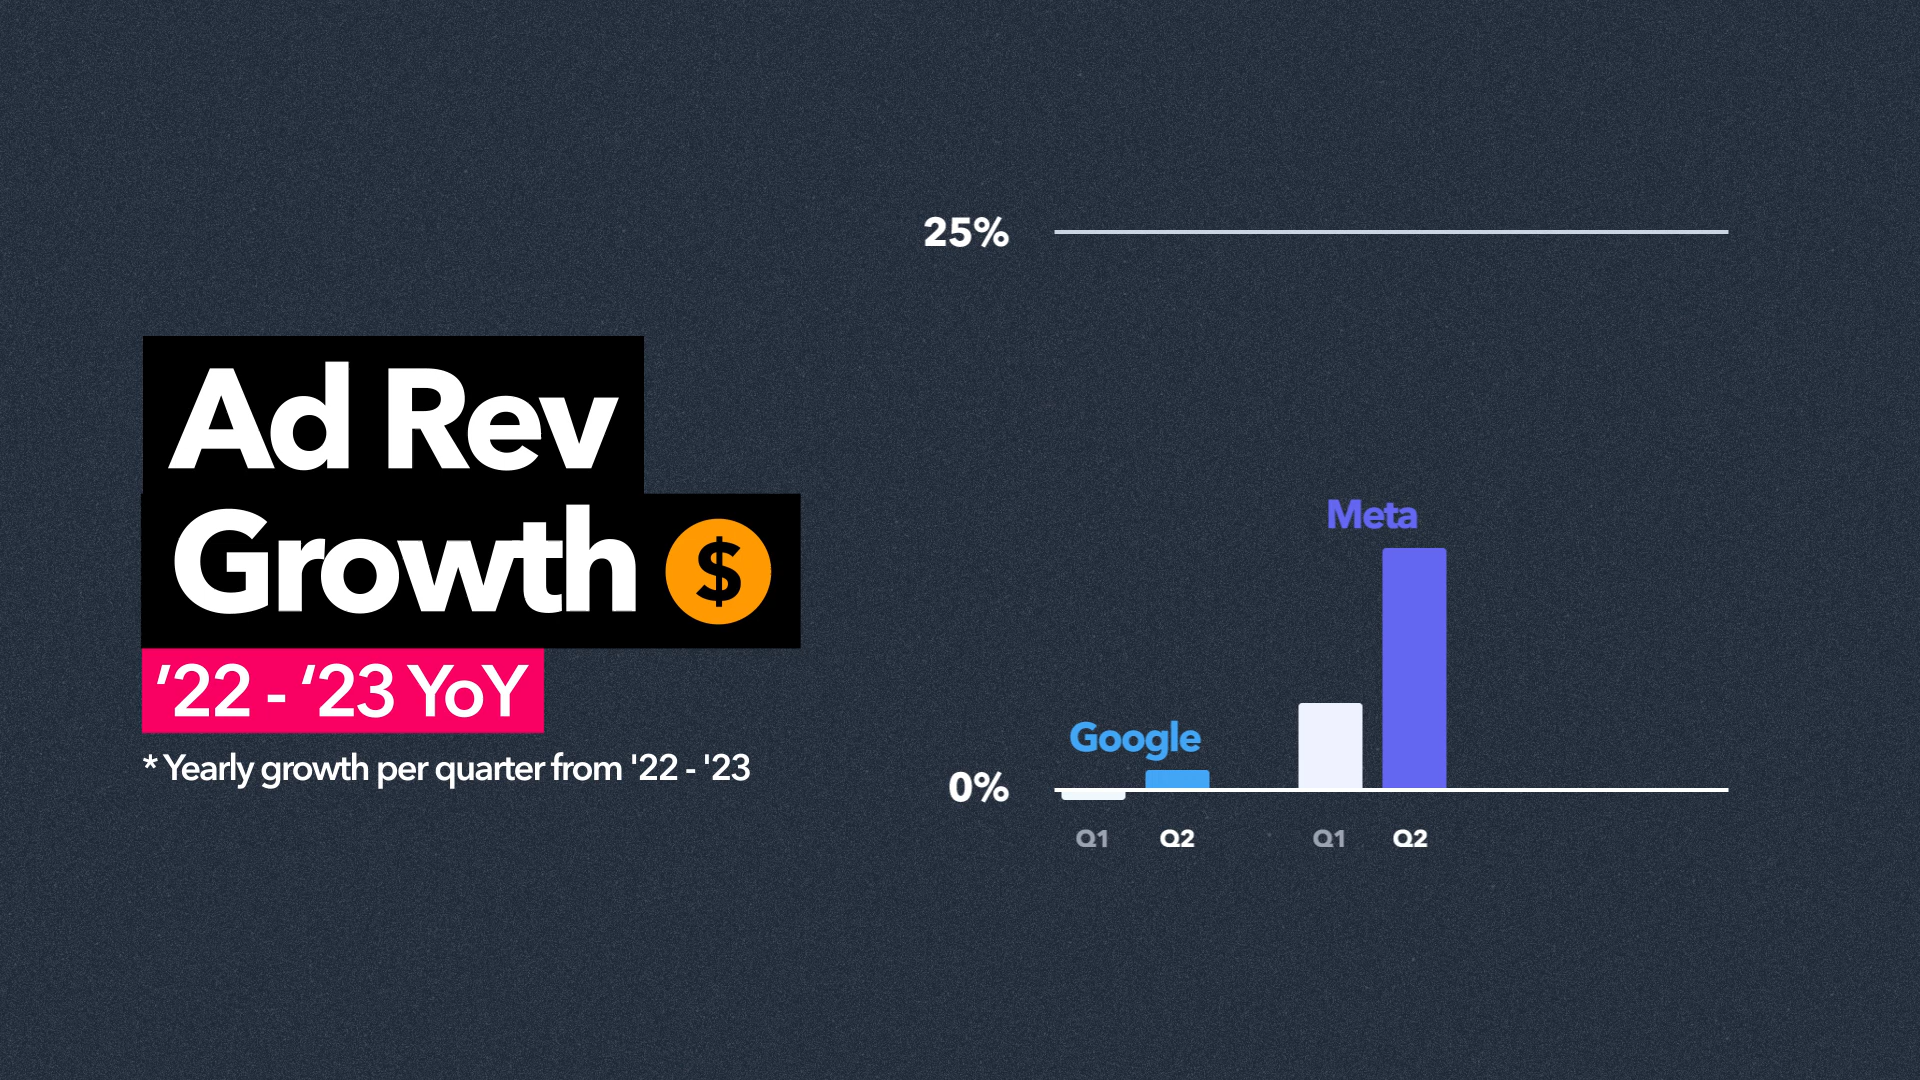 Ad Rev
Growth $
‘22 - ‘23 YoY
* Yearly growth per quarter from '22 - '23
25%
Meta
Google
0%
Q1 Q2 Q1 Q2